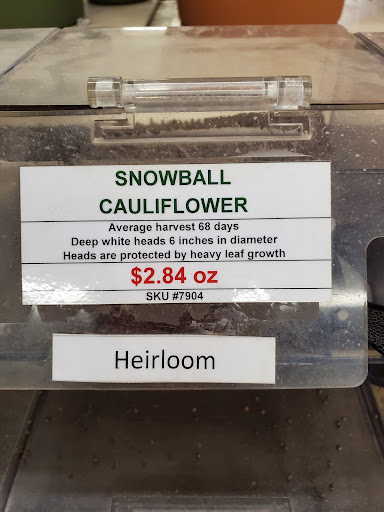 SNOWBALL
CAULIFLOWER
Average harvest 68 days
Deep white heads 6 inches in diameter
Heads are protected by heavy leaf growth
$2.84 oz
SKU #7904
Heirloom